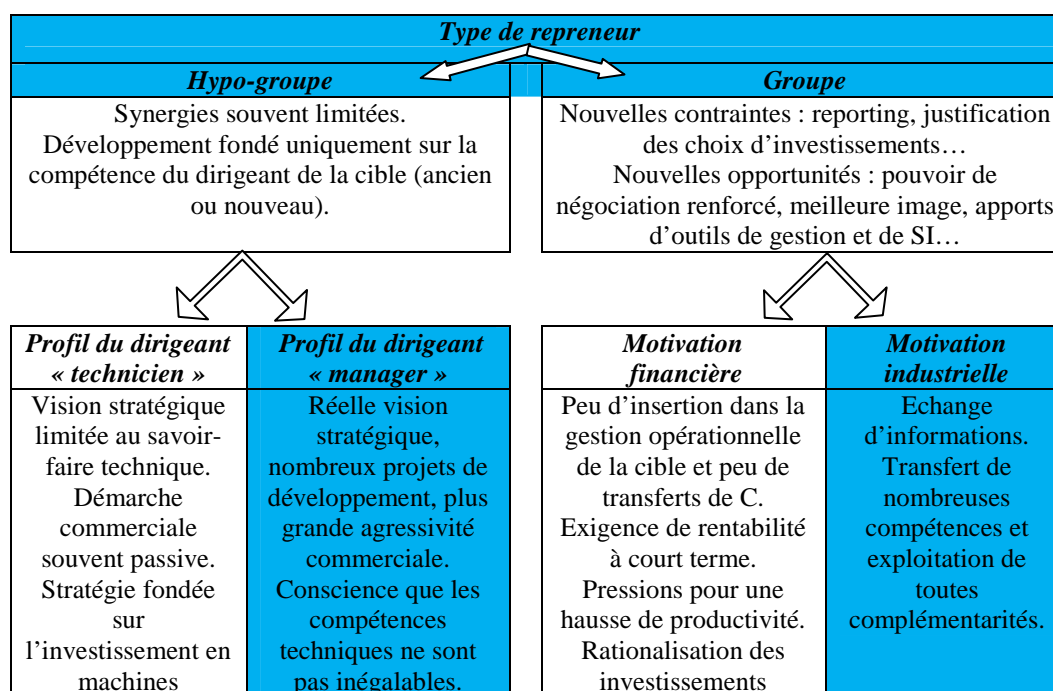 Type de repreneur
Hypo-groupe
Synergies souvent limitées.
Développement fondé uniquement sur la
compétence du dirigeant de la cible (ancien
ou nouveau).
Groupe
Nouvelles contraintes : reporting, justification
des choix d’investissements…
Nouvelles opportunités : pouvoir de
négociation renforcé, meilleure image, apports
d’outils de gestion et de SI…
Profil du dirigeant
« technicien »
Vision stratégique
limitée au savoir-
faire technique.
Démarche
commerciale
souvent passive.
Stratégie fondée
sur
l’investissement en
machines
Profil du dirigeant
« manager »
Réelle vision
stratégique,
nombreux projets de
développement, plus
grande agressivité
commerciale.
Conscience que les
compétences
techniques ne sont
pas inégalables.
Motivation
financière
Peu d’insertion dans la
gestion opérationnelle
de la cible et peu de
transferts de C.
Exigence de rentabilité
à court terme.
Pressions pour une
hausse de productivité.
Rationalisation des
investissements
Motivation
industrielle
Echange
d’informations.
Transfert de
nombreuses
compétences et
exploitation de
toutes
complémentarités.